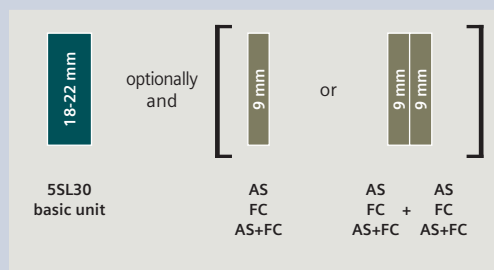 18-22 mm
optionally
and
9 mm
or
9 mm
9 mm
5SL30
basic unit
AS
FC
AS+FC
AS AS
FC + FC
AS+FC AS+FC